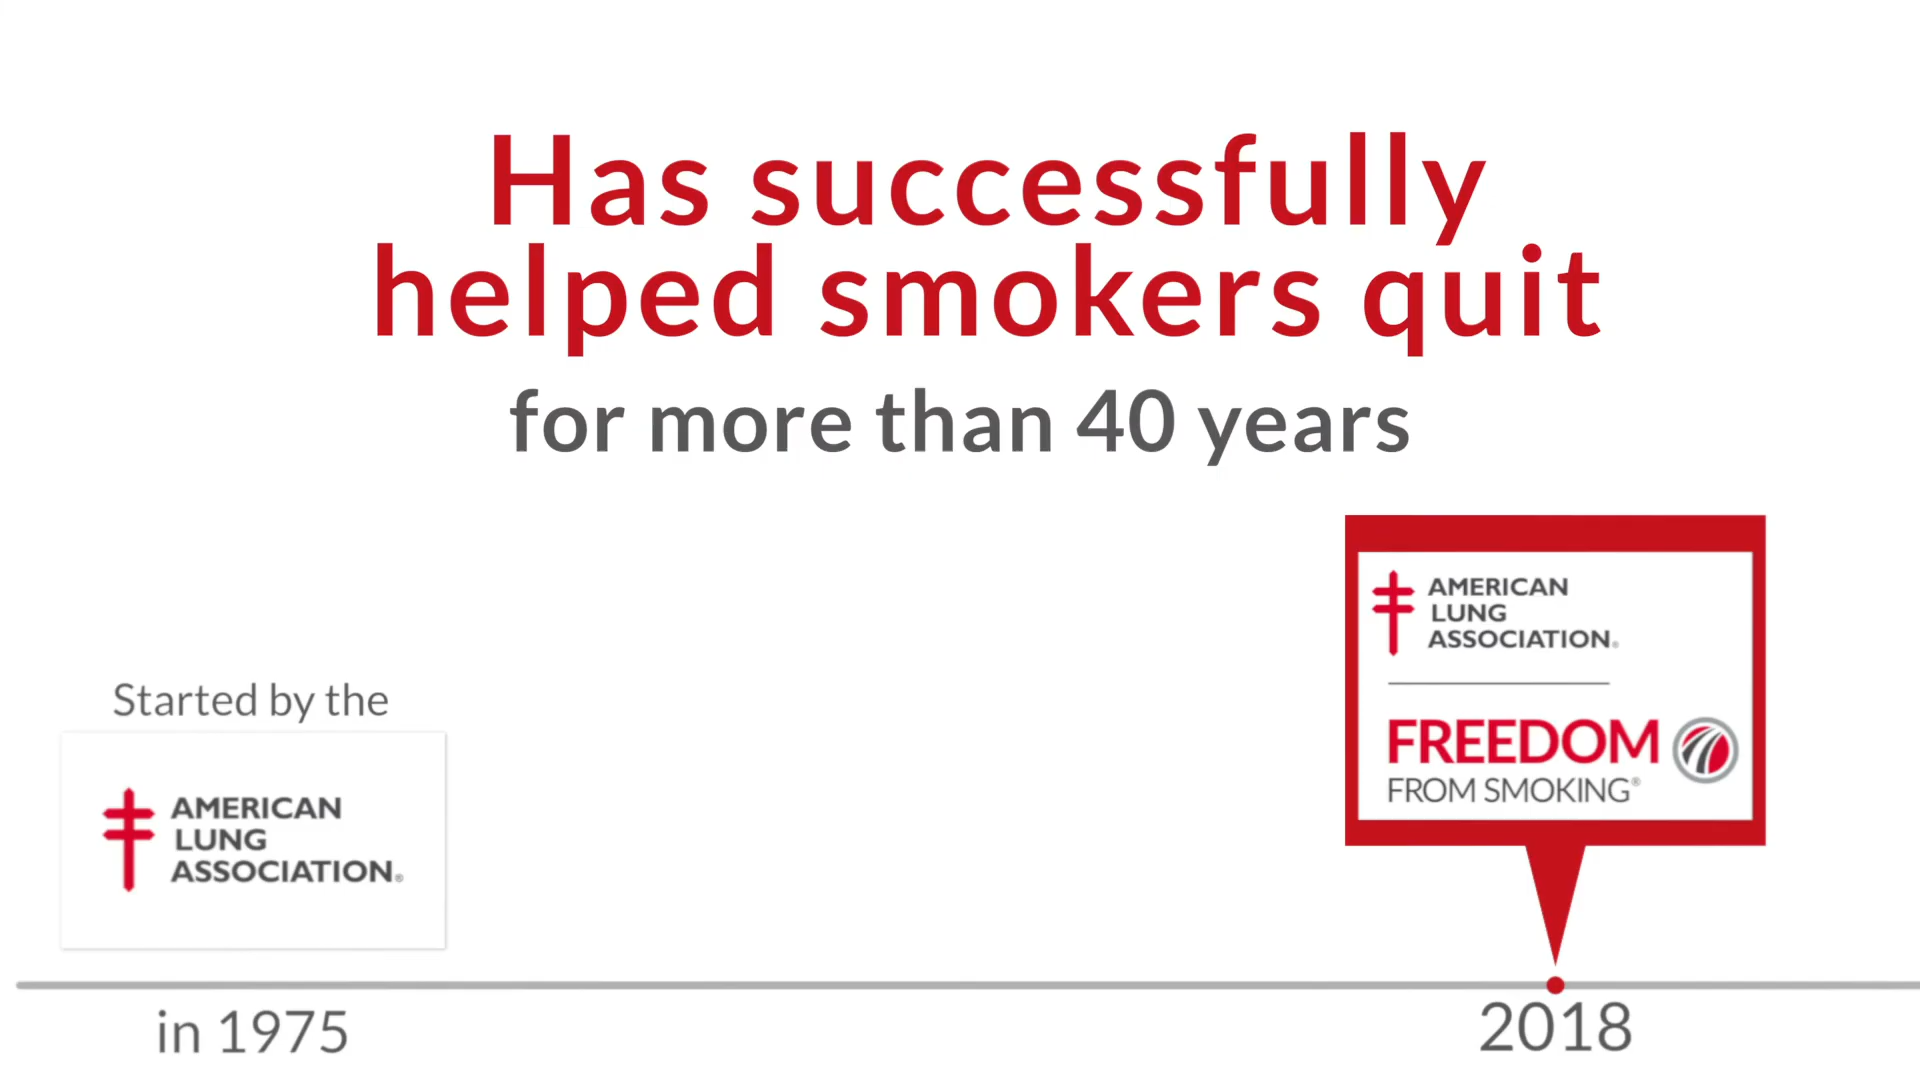 Has successfully
helped smokers quit
for more than 40 years
Started by the
AMERICAN
LUNG
ASSOCIATION®
in 1975
AMERICAN
LUNG
ASSOCIATION®
FREEDOM
FROM SMOKING®
2018